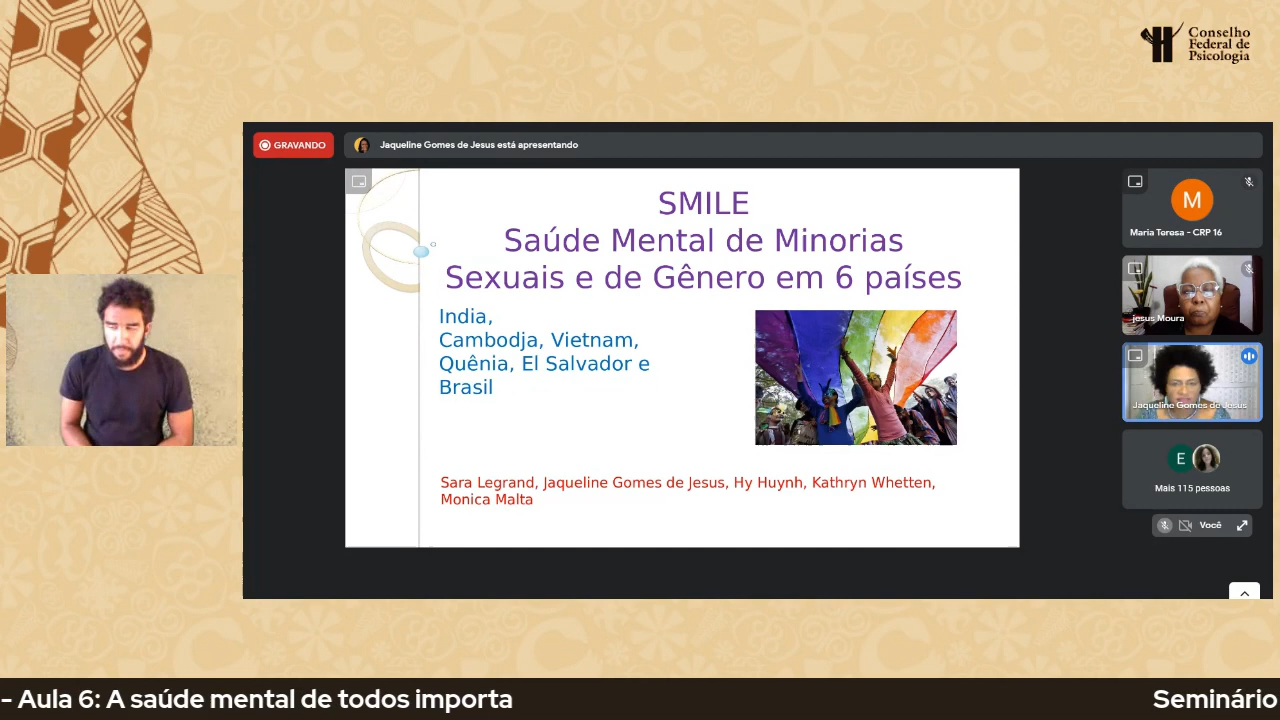 Conselho
Federal de
Psicologia
GRAVANDO
Jaqueline Gomes de Jesus está apresentando
SMILE
Saúde Mental de Minorias
Sexuais e de Gênero em 6 países
India,
Cambodja, Vietnam,
Quênia, El Salvador e
Brasil
Sara Legrand, Jaqueline Gomes de Jesus, Hy Huynh, Kathryn Whetten,
Monica Malta
M
Maria Teresa - CRP 16
jesus Moura
Jaqueline Gomes de Jesus
E
Mais 115 pessoas
Você
- Aula 6: A saúde mental de todos importa
Seminário